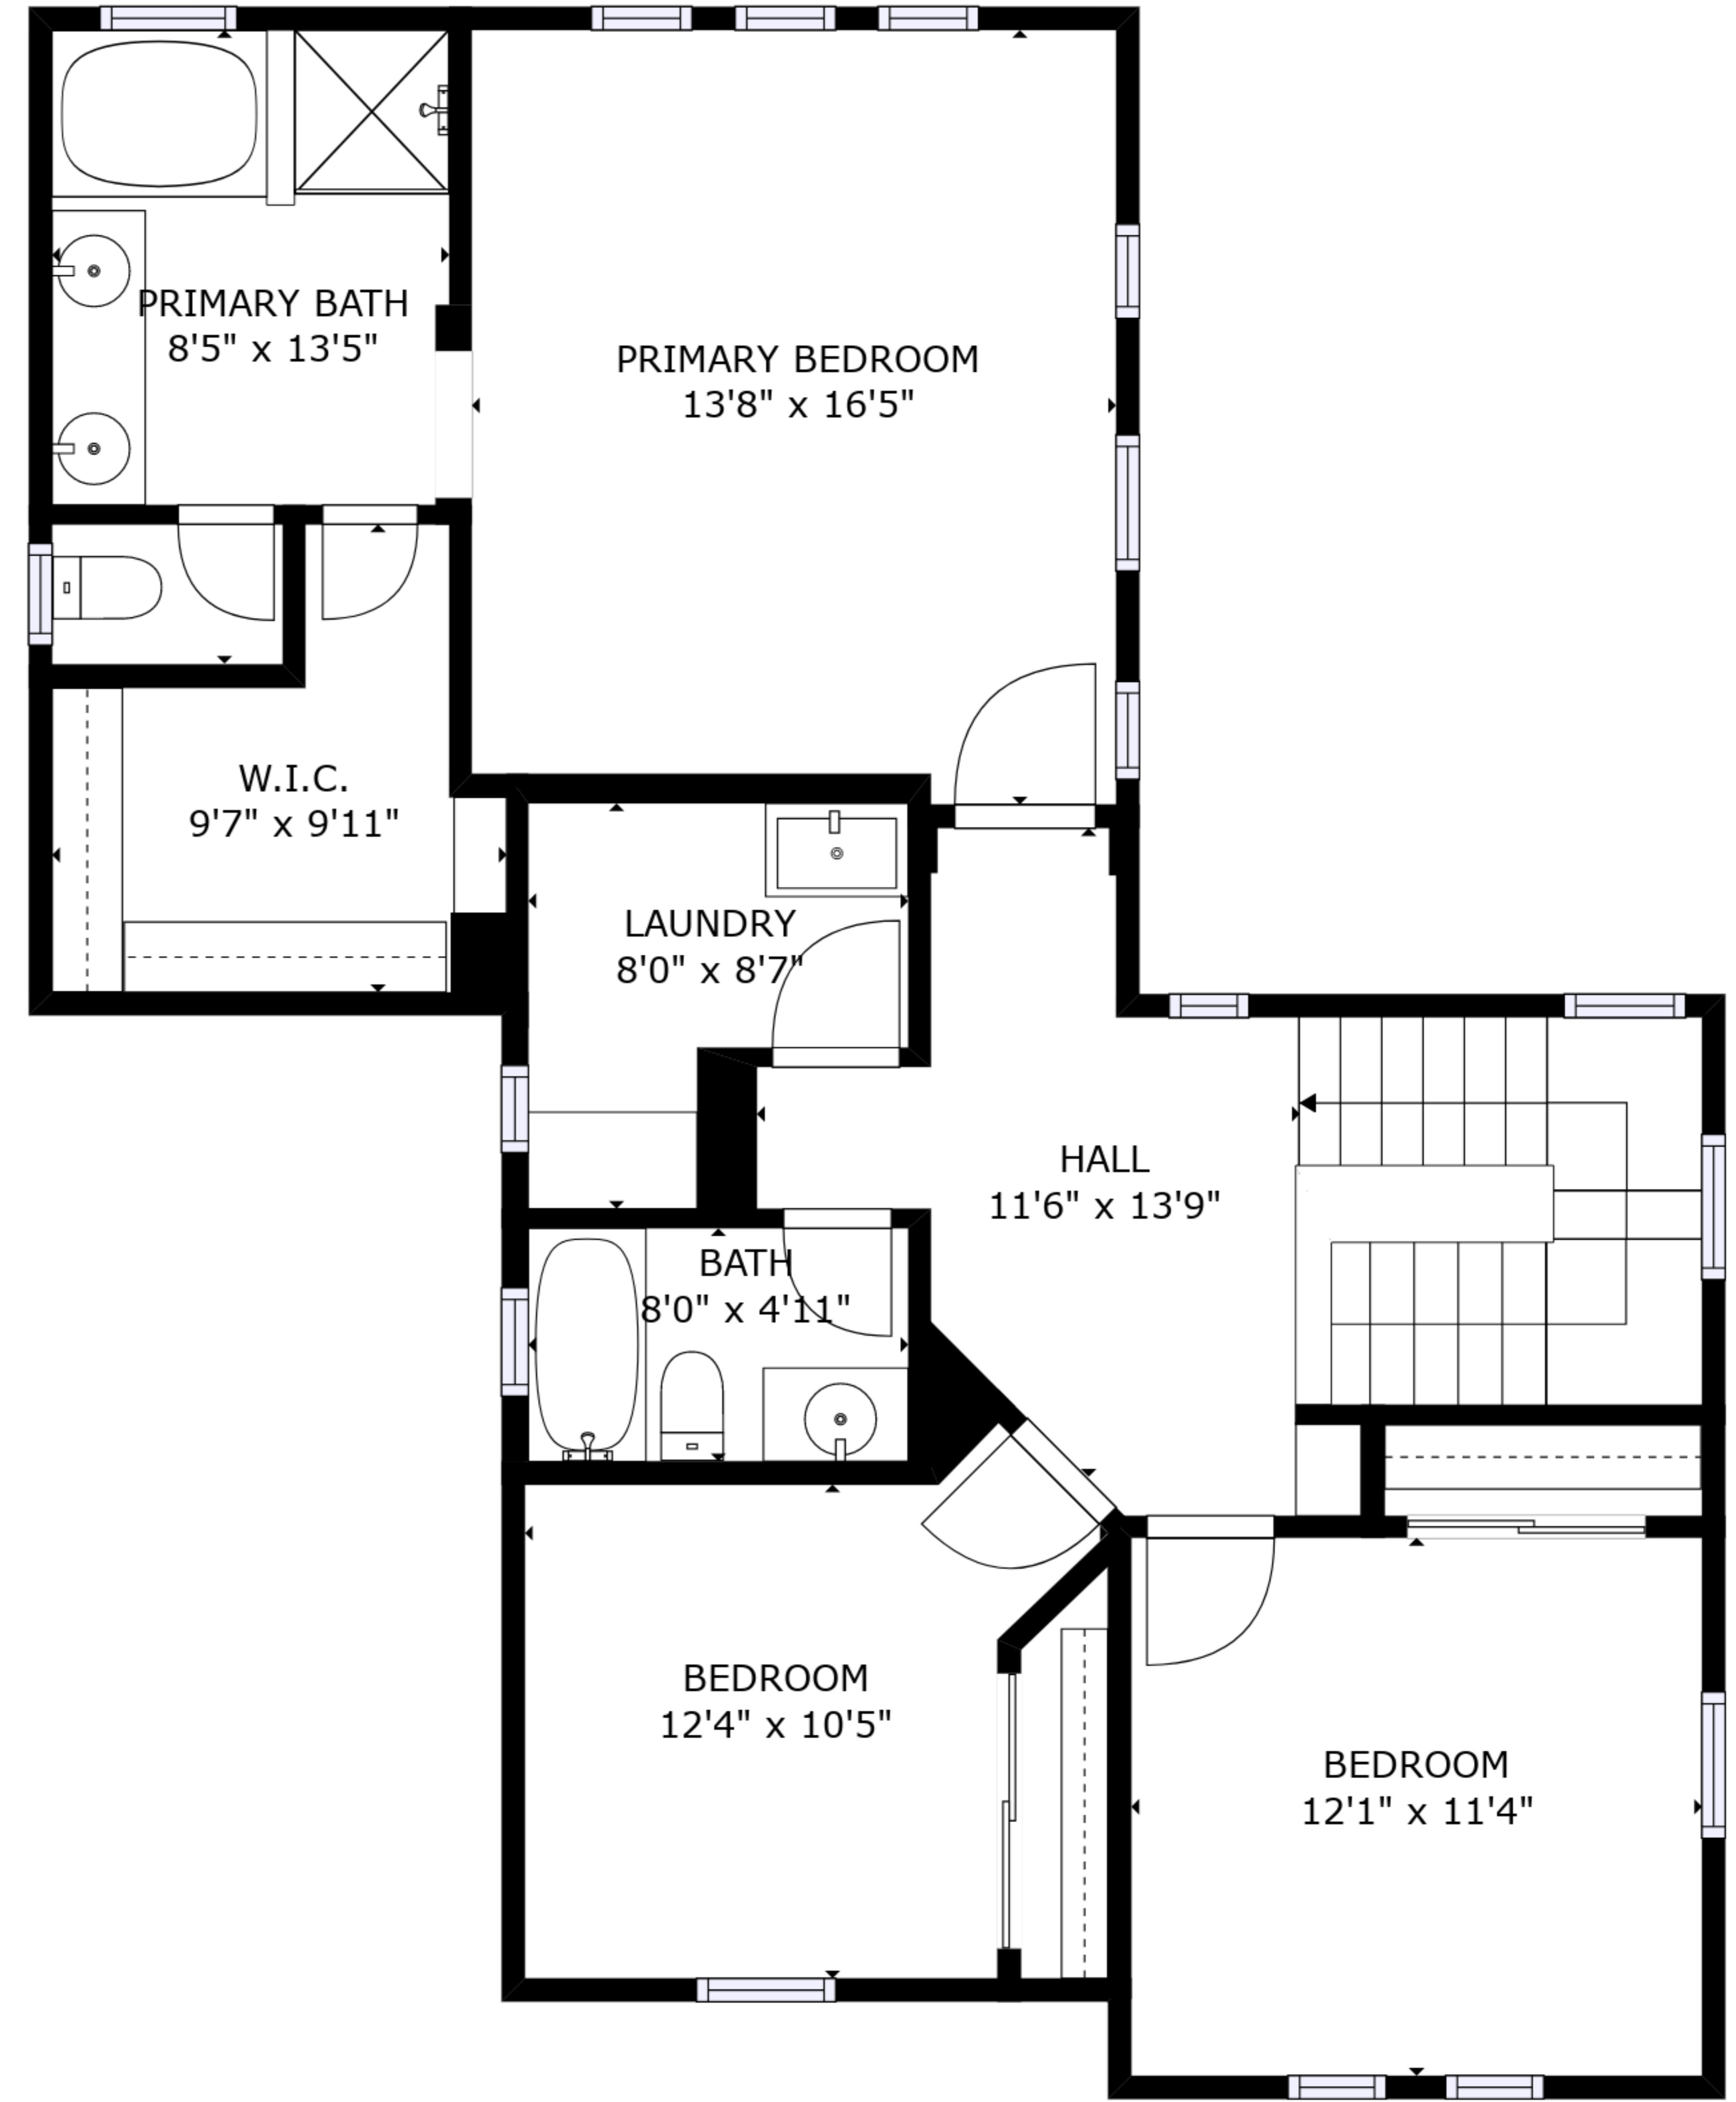 PRIMARY BATH
8'5" x 13'5"
PRIMARY BEDROOM
13'8" x 16'5"
W.I.C.
9'7" x 9'11"
LAUNDRY
8'0" x 8'7"
HALL
11'6" x 13'9"
BATH
8'0" x 4'11"
BEDROOM
12'4" x 10'5"
BEDROOM
12'1" x 11'4"